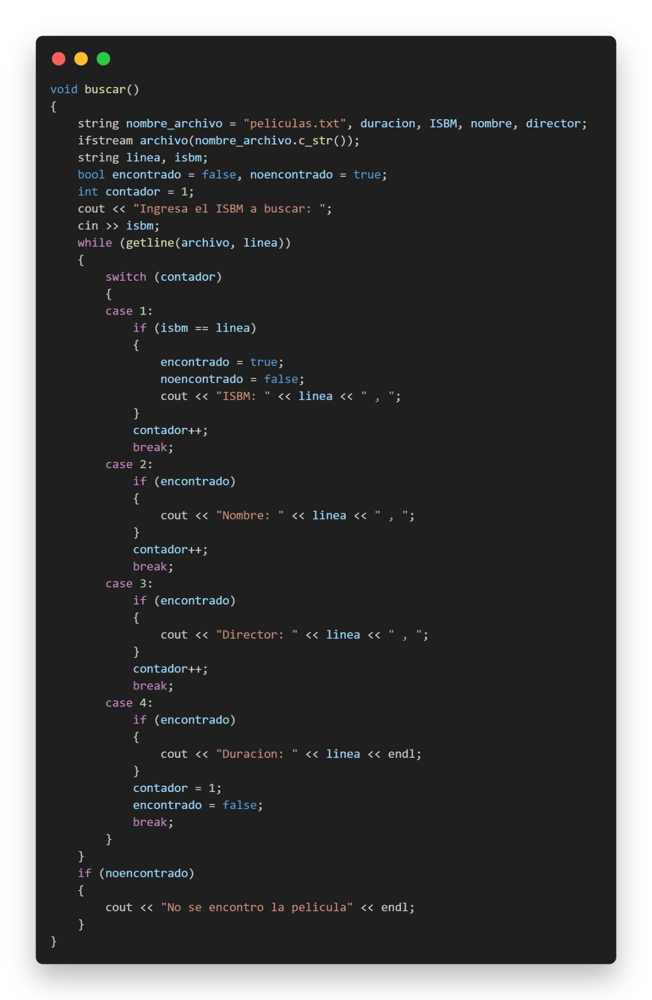 void buscar()
{
    string nombre_archivo = "peliculas.txt", duracion, ISBM, nombre, director;
    ifstream archivo(nombre_archivo.c_str());
    string linea, isbm;
    bool encontrado = false, noencontrado = true;
    int contador = 1;
    cout << "Ingresa el ISBM a buscar: ";
    cin >> isbm;
    while (getline(archivo, linea))
    {
        switch (contador)
        {
        case 1:
            if (isbm == linea)
            {
                encontrado = true;
                noencontrado = false;
                cout << "ISBM: " << linea << " , ";
            }
            contador++;
            break;
        case 2:
            if (encontrado)
            {
                cout << "Nombre: " << linea << " , ";
            }
            contador++;
            break;
        case 3:
            if (encontrado)
            {
                cout << "Director: " << linea << " , ";
            }
            contador++;
            break;
        case 4:
            if (encontrado)
            {
                cout << "Duracion: " << linea << endl;
            }
            contador = 1;
            encontrado = false;
            break;
        }
    }
    if (noencontrado)
    {
        cout << "No se encontro la pelicula" << endl;
    }
}